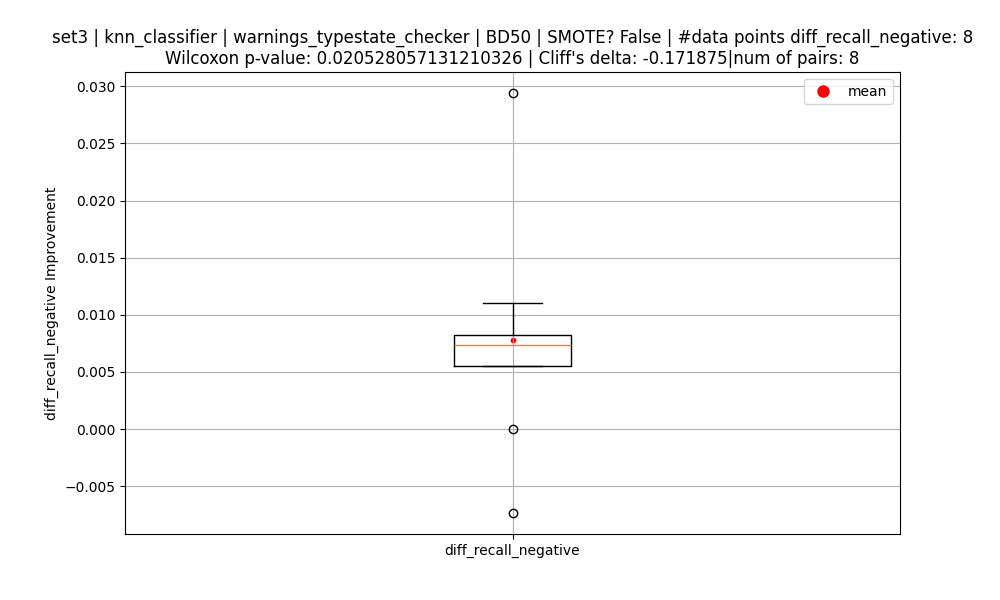 set3 | knn_classifier | warnings_typestate_checker | BD50 | SMOTE? False | #data points diff_recall_negative: 8
Wilcoxon p-value: 0.020528057131210326 | Cliff's delta: -0.171875|num of pairs: 8
mean
0.030
0.025
0.020
0.015
0.010
0.005
0.000
−0.005
diff_recall_negative Improvement
diff_recall_negative